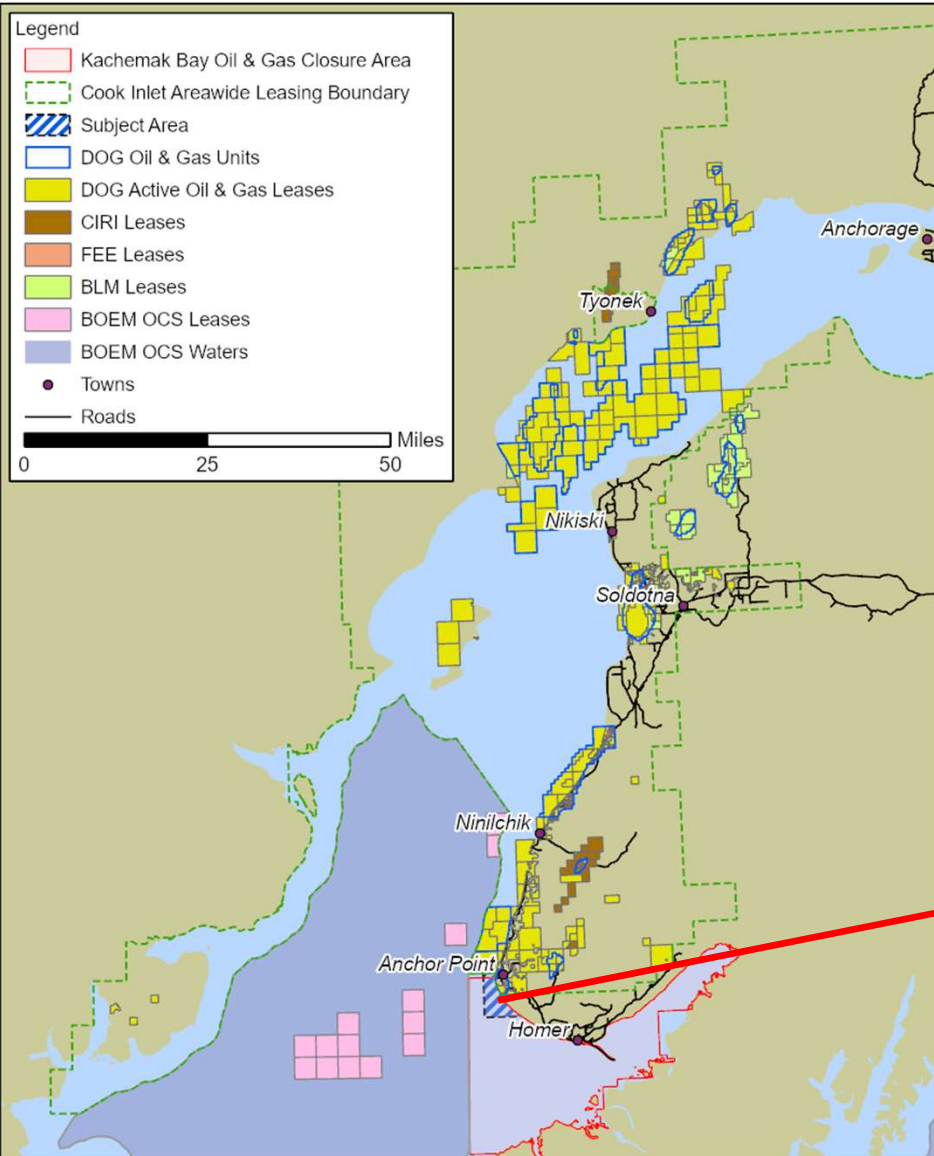 Legend
Kachemak Bay Oil & Gas Closure Area
Cook Inlet Areawide Leasing Boundary
Subject Area
DOG Oil & Gas Units
DOG Active Oil & Gas Leases
CIRI Leases
FEE Leases
BLM Leases
BOEM OCS Leases
BOEM OCS Waters
Towns
Roads
Miles
0 25 50
Anchorage
Tyonek
Nikiski
Soldotna
Ninilchik
Anchor Point
Homer